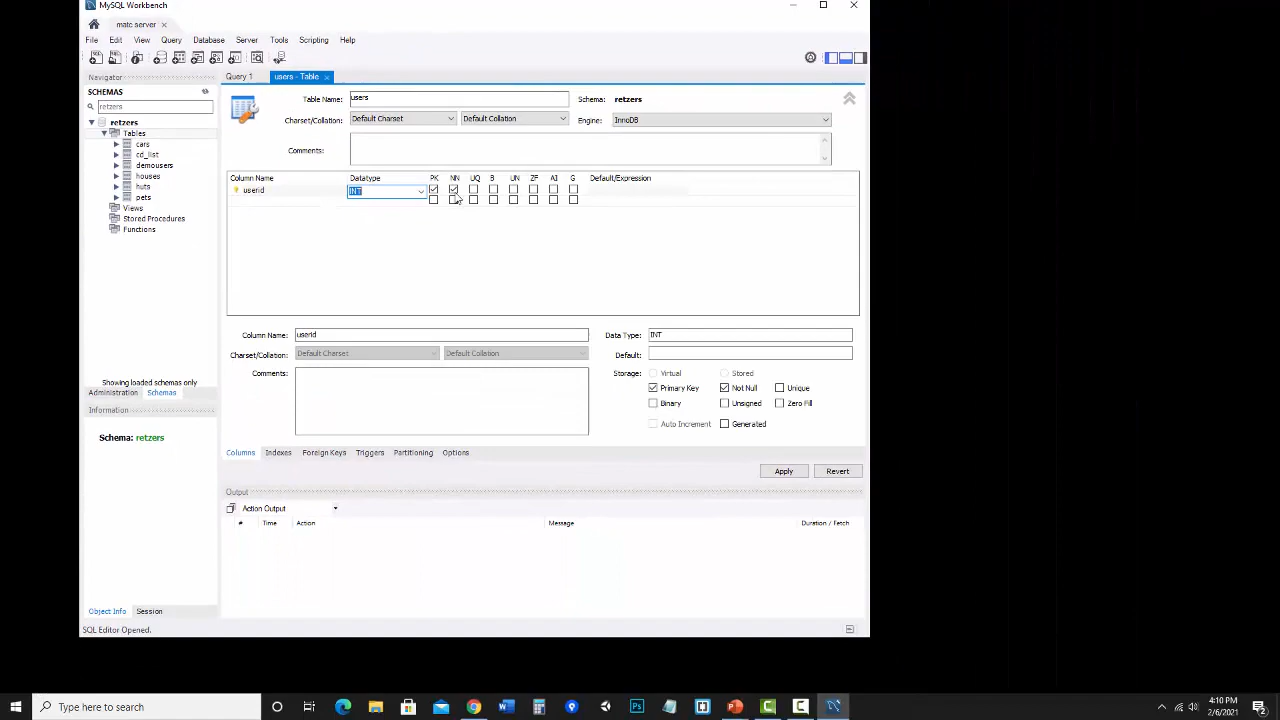 MySQL Workbench
matc server
File Edit View Query Database Server Tools Scripting Help
Navigator
SCHEMAS
retzers
retzers
Tables
cars
cd_list
demousers
houses
huts
pets
Views
Stored Procedures
Functions
Showing loaded schemas only
Administration Schemas
Information
Schema: retzers
Object Info Session
SQL Editor Opened.
Query 1 users - Table
Table Name: users Schema: retzers
Charset/Collation: Default Charset Default Collation Engine: InnoDB
Comments:
Column Name Datatype PK NN UQ B UN ZF AI G Default/Expression
userid INT
Column Name: userid Data Type: INT
Charset/Collation: Default Charset Default Collation Default:
Comments: Storage: Virtual Stored
Primary Key Not Null Unique
Binary Unsigned Zero Fill
Auto Increment Generated
Columns Indexes Foreign Keys Triggers Partitioning Options
Apply Revert
Output
Action Output
# Time Action Message Duration / Fetch
Type here to search
4:10 PM
2/6/2021